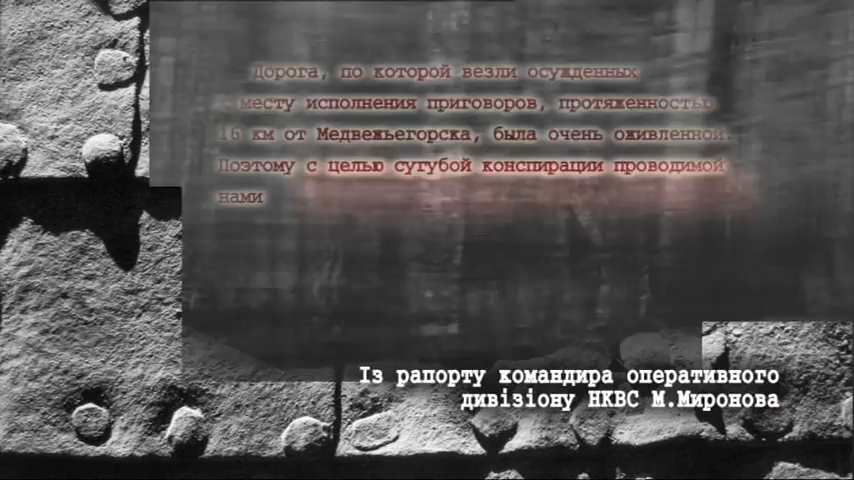 Дорога, по которой везли осужденных
к месту исполнения приговоров, протяженностью
16 км от Медвежьегорска, была очень оживленной.
Поэтому с целью сугубой конспирации проводимой
нами
Із рапорту командира оперативного
дивізіону НКВС М.Миронова